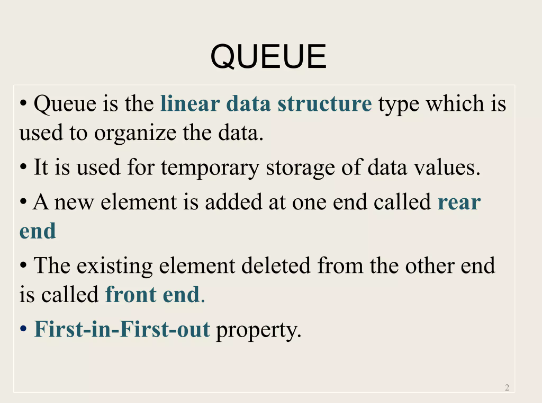 QUEUE
• Queue is the linear data structure type which is
used to organize the data.
• It is used for temporary storage of data values.
• A new element is added at one end called rear
end
• The existing element deleted from the other end
is called front end.
• First-in-First-out property.
2